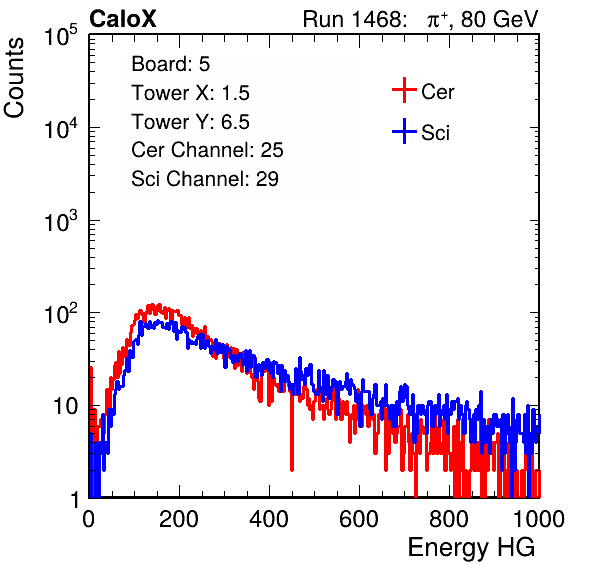 CaloX Run 1468: π⁺, 80 GeV
Counts
10⁵
10⁴
10³
10²
10
1
Board: 5
Tower X: 1.5
Tower Y: 6.5
Cer Channel: 25
Sci Channel: 29
Cer
Sci
0 200 400 600 800 1000
Energy HG